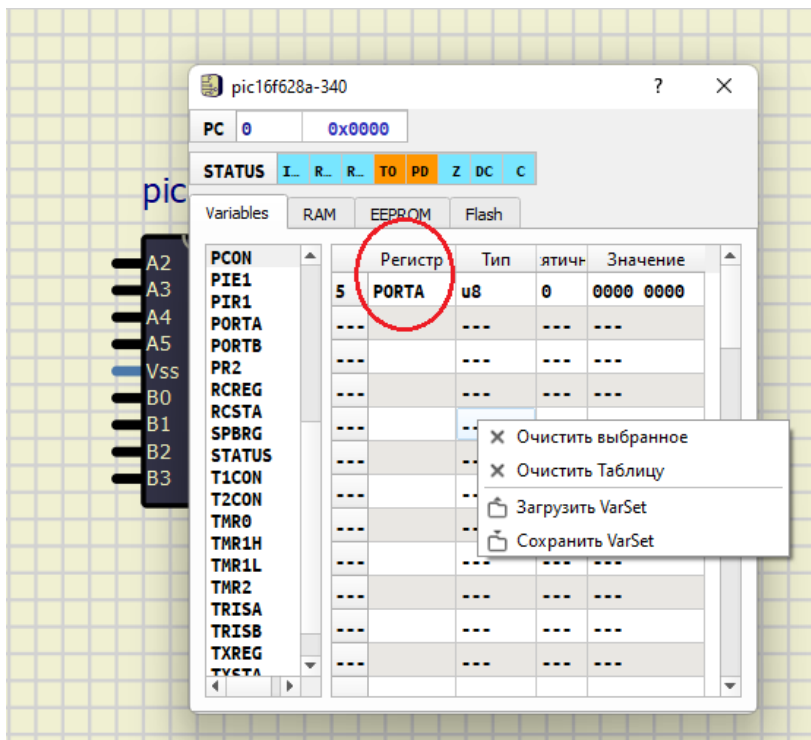 pic16f628a-340 ?
PC 0 0x0000
STATUS I... R... R... TO PD Z DC C
pic
Variables RAM EEPROM Flash
A2
A3
A4
A5
Vss
B0
B1
B2
B3
PCON
PIE1
PIR1
PORTA
PORTB
PR2
RCREG
RCSTA
SPBRG
STATUS
T1CON
T2CON
TMR0
TMR1H
TMR1L
TMR2
TRISA
TRISB
TXREG
TXSTA
Регистр Тип ятичн Значение
5 PORTA u8 0 0000 0000
--- --- --- ---
--- --- --- ---
--- --- --- ---
--- --
--- --
--- --
--- --
--- --- --- ---
--- --- --- ---
--- --- --- ---
--- --- --- ---
Очистить выбранное
Очистить Таблицу
Загрузить VarSet
Сохранить VarSet